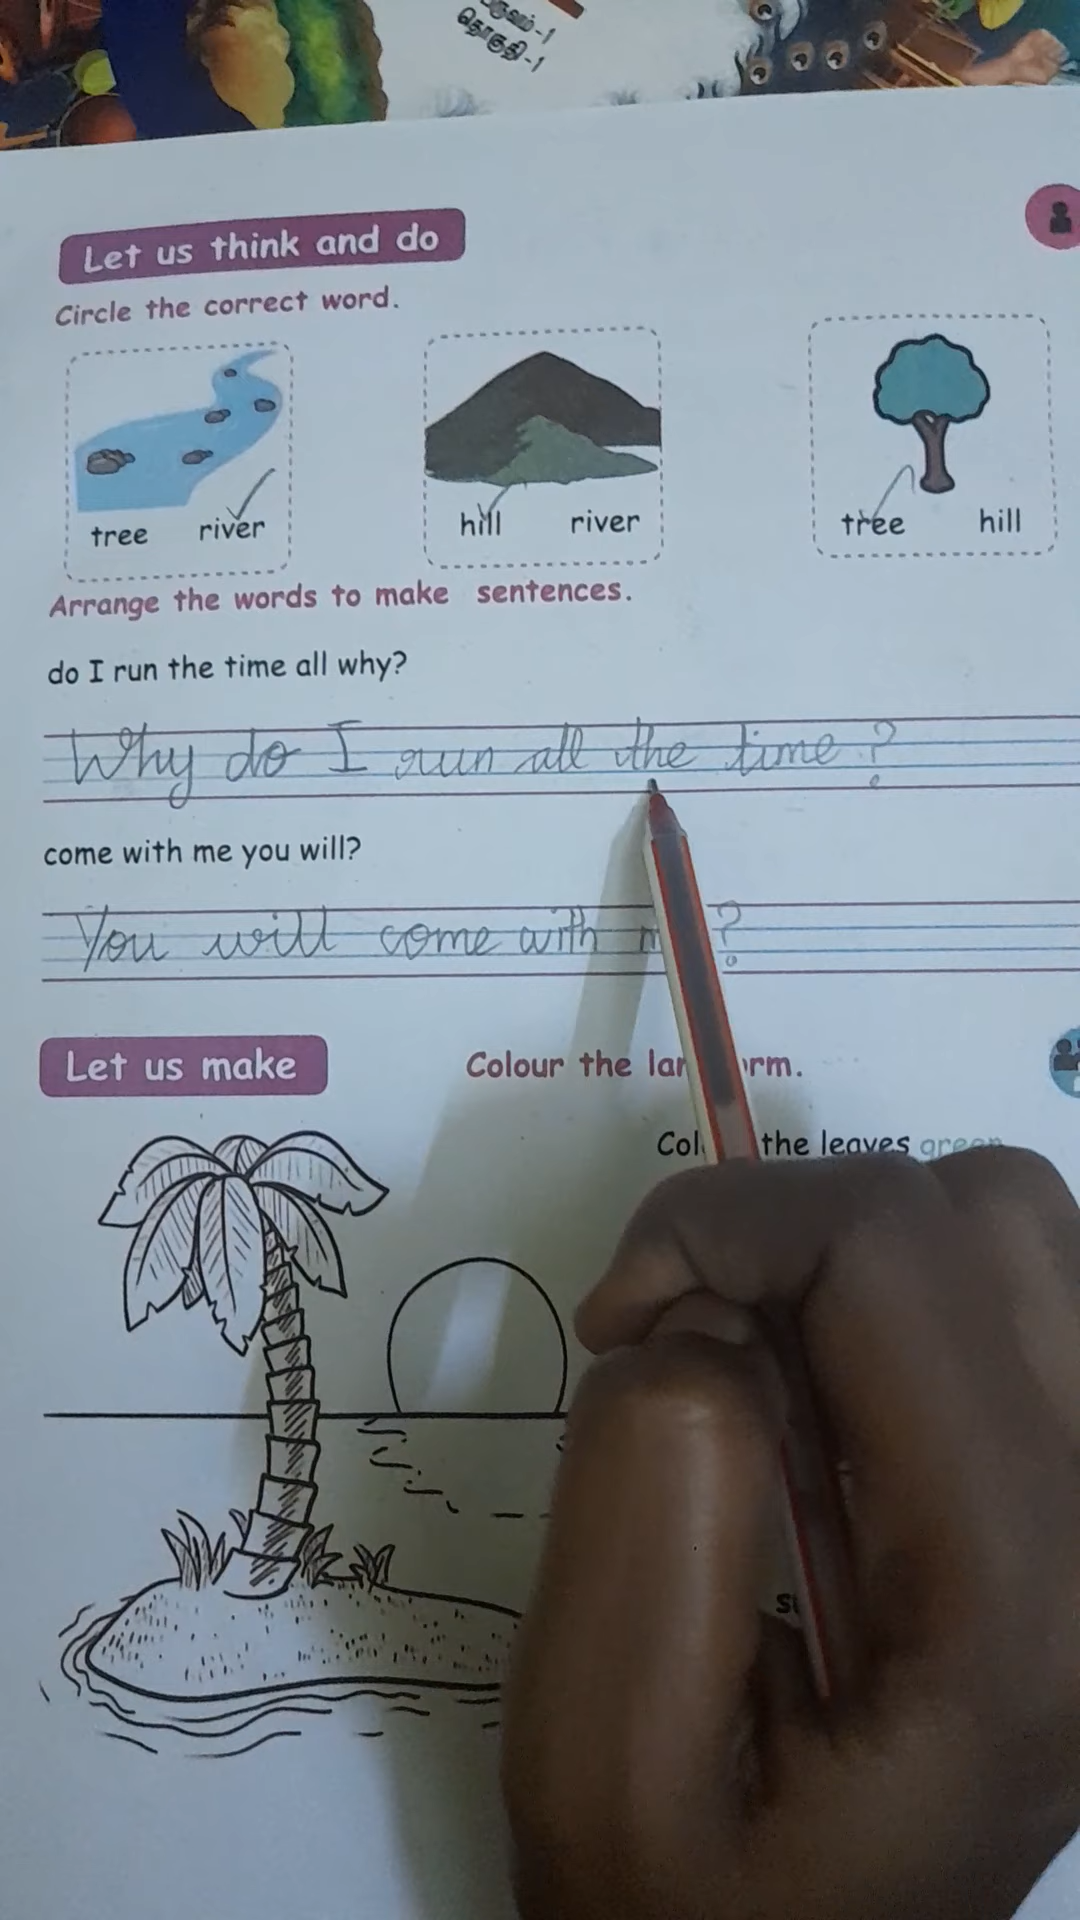 தொகுதி-1
Let us think and do
Circle the correct word.
tree river
hill river
tree hill
Arrange the words to make sentences.
do I run the time all why?
Why do I run all the time ?
come with me you will?
You will come with ?
Let us make
Colour the
the leaves green